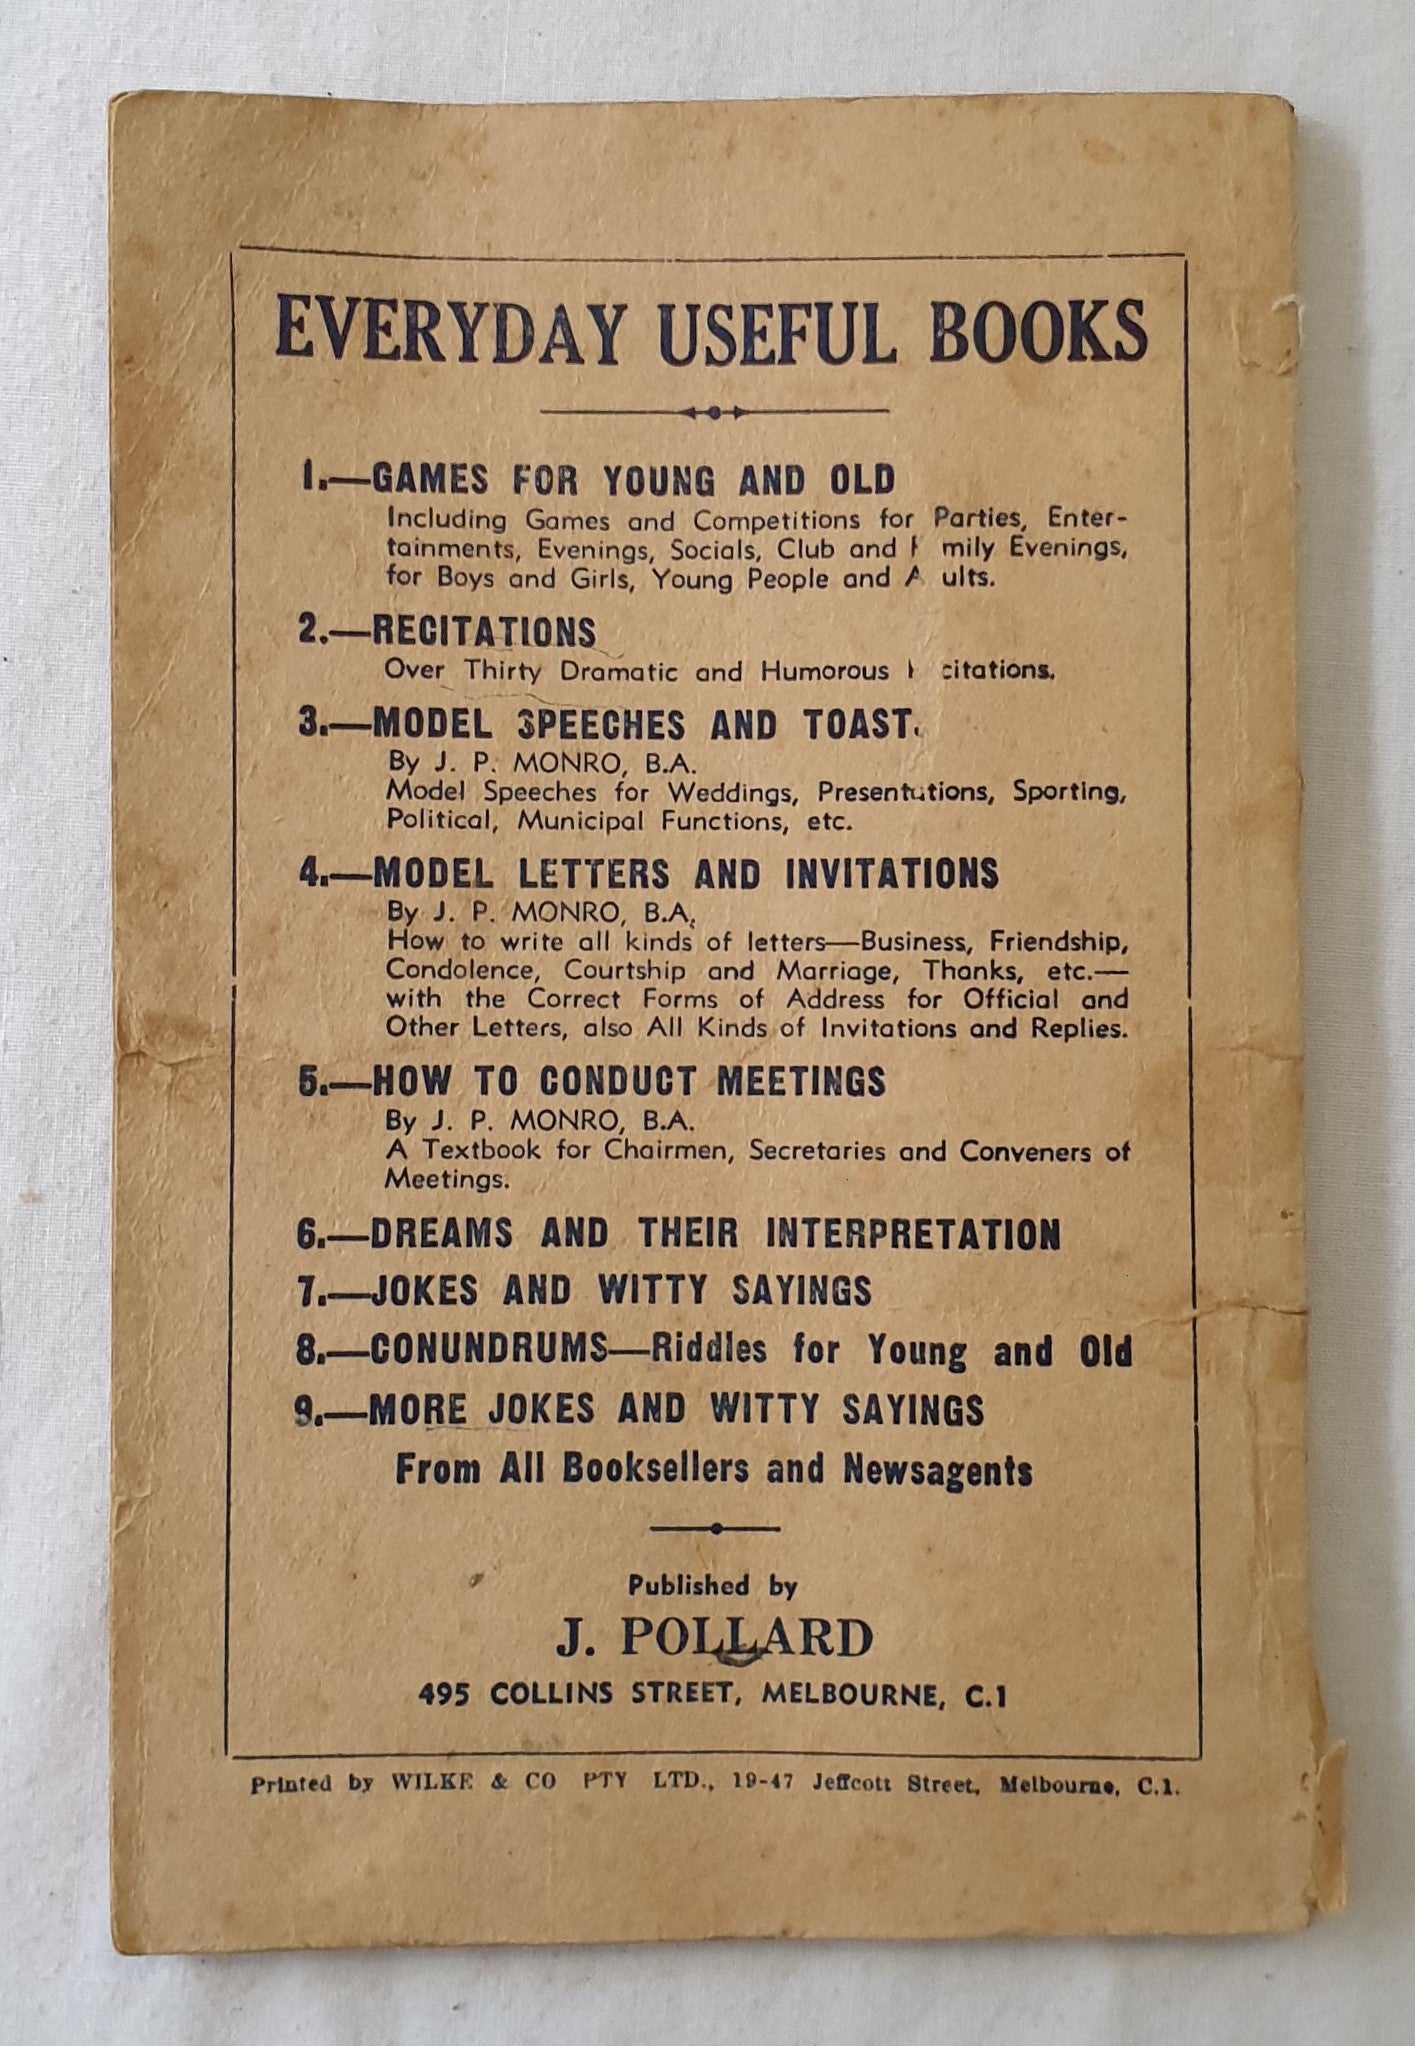 EVERYDAY USEFUL BOOKS
1.—GAMES FOR YOUNG AND OLD
Including Games and Competitions for Parties, Enter-
tainments, Evenings, Socials, Club and F mily Evenings,
for Boys and Girls, Young People and A ults.
2.—RECITATIONS
Over Thirty Dramatic and Humorous citations.
3.—MODEL SPEECHES AND TOAST
By J. P. MONRO, B.A.
Model Speeches for Weddings, Presentations, Sporting,
Political, Municipal Functions, etc.
4.—MODEL LETTERS AND INVITATIONS
By J. P. MONRO, B.A.
How to write all kinds of letters—Business, Friendship,
Condolence, Courtship and Marriage, Thanks, etc.—
with the Correct Forms of Address for Official and
Other Letters, also All Kinds of Invitations and Replies.
5.—HOW TO CONDUCT MEETINGS
By J. P. MONRO, B.A.
A Textbook for Chairmen, Secretaries and Conveners of
Meetings.
6.—DREAMS AND THEIR INTERPRETATION
7.—JOKES AND WITTY SAYINGS
8.—CONUNDRUMS—Riddles for Young and Old
9.—MORE JOKES AND WITTY SAYINGS
From All Booksellers and Newsagents
Published by
J. POLLARD
495 COLLINS STREET, MELBOURNE, C.1
Printed by WILKE & CO PTY LTD., 19-47 Jeffcott Street, Melbourne, C.1.